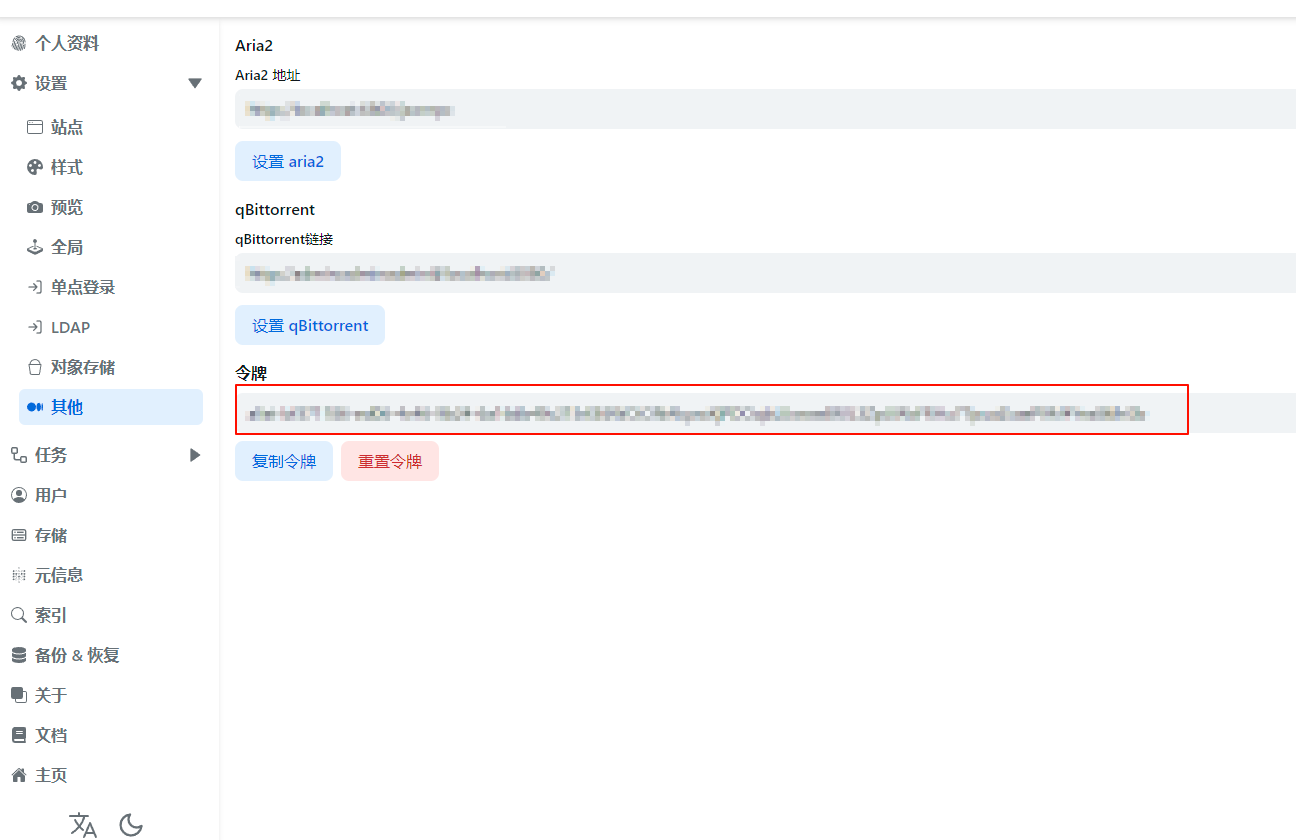 个人资料
设置
站点
样式
预览
全局
单点登录
LDAP
对象存储
其他
任务
用户
存储
元信息
索引
备份 & 恢复
关于
文档
主页
Aria2
Aria2 地址
设置 aria2
qBittorrent
qBittorrent链接
设置 qBittorrent
令牌
复制令牌
重置令牌